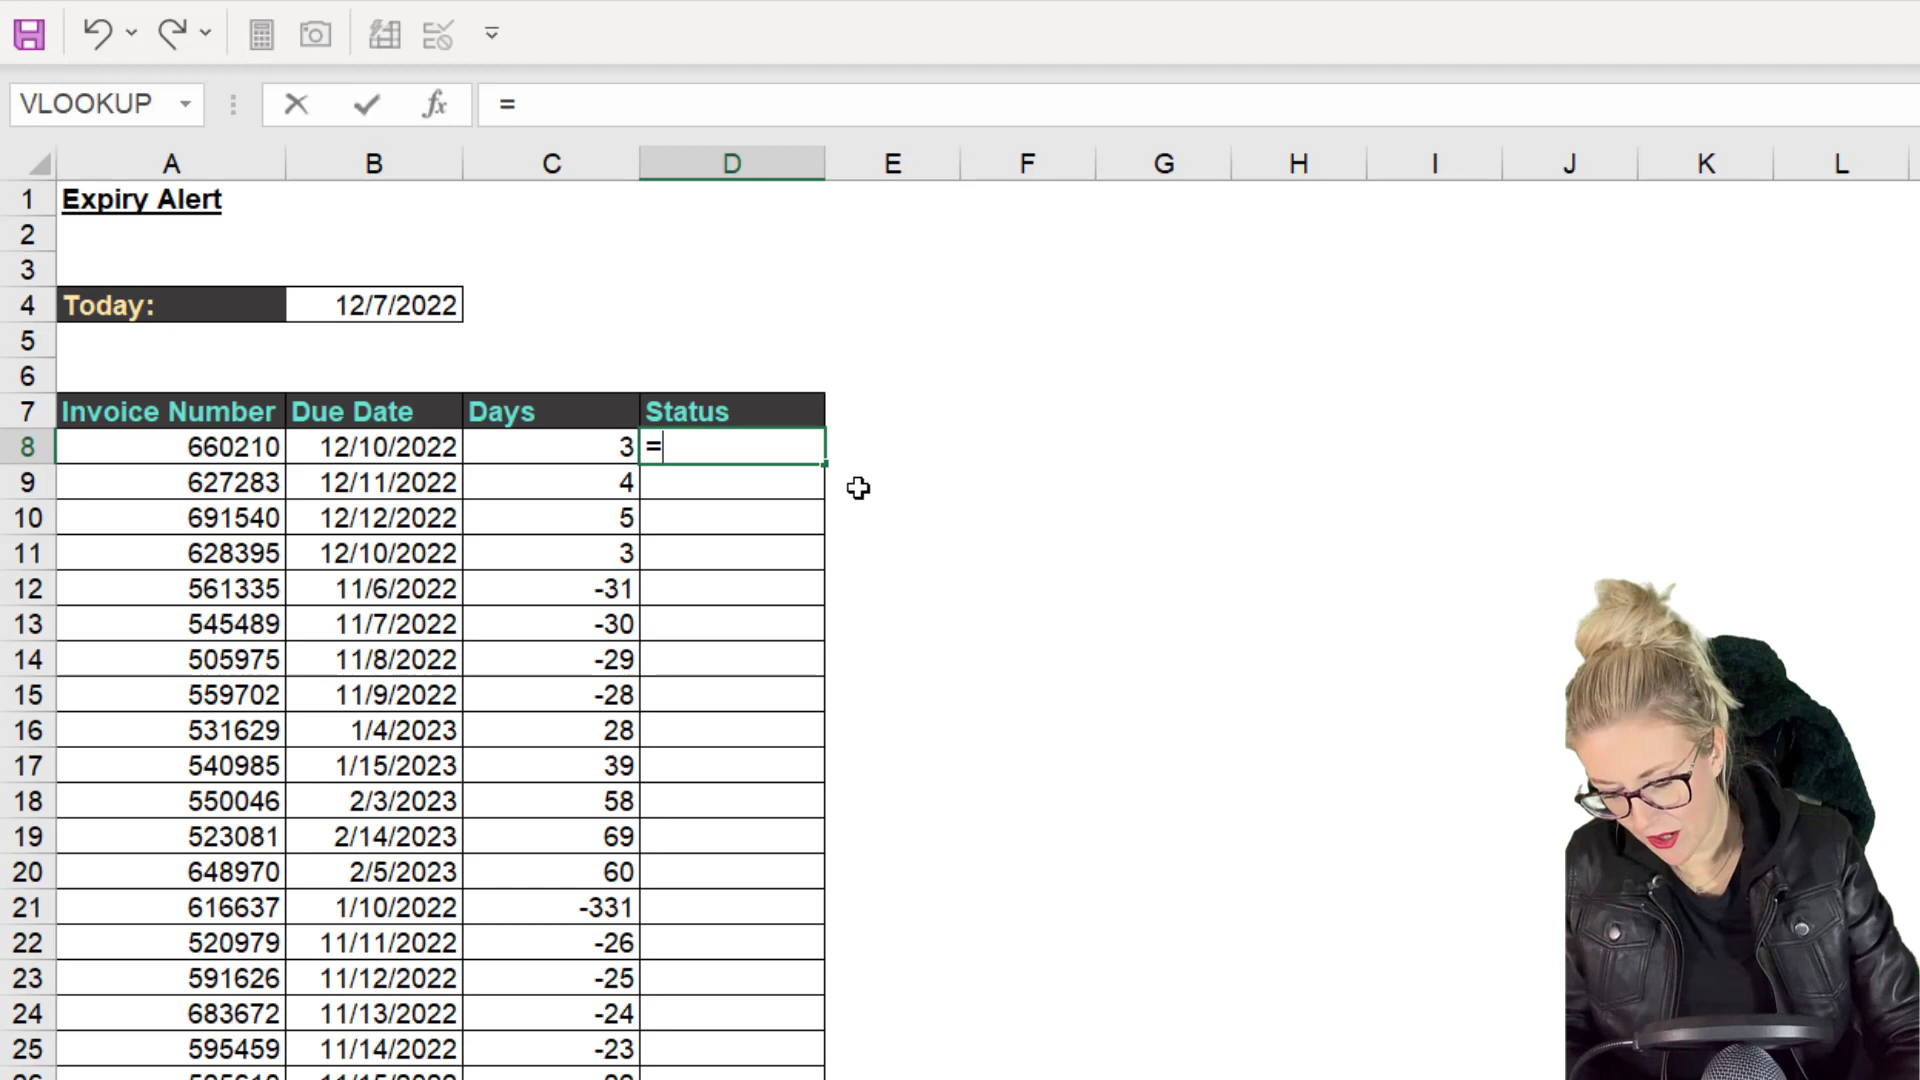 VLOOKUP fx =
A B C D E F G H I J K L
1 Expiry Alert
2
3
4 Today: 12/7/2022
5
6
7 Invoice Number Due Date Days Status
8 660210 12/10/2022 3 =
9 627283 12/11/2022 4
10 691540 12/12/2022 5
11 628395 12/10/2022 3
12 561335 11/6/2022 -31
13 545489 11/7/2022 -30
14 505975 11/8/2022 -29
15 559702 11/9/2022 -28
16 531629 1/4/2023 28
17 540985 1/15/2023 39
18 550046 2/3/2023 58
19 523081 2/14/2023 69
20 648970 2/5/2023 60
21 616637 1/10/2022 -331
22 520979 11/11/2022 -26
23 591626 11/12/2022 -25
24 683672 11/13/2022 -24
25 595459 11/14/2022 -23